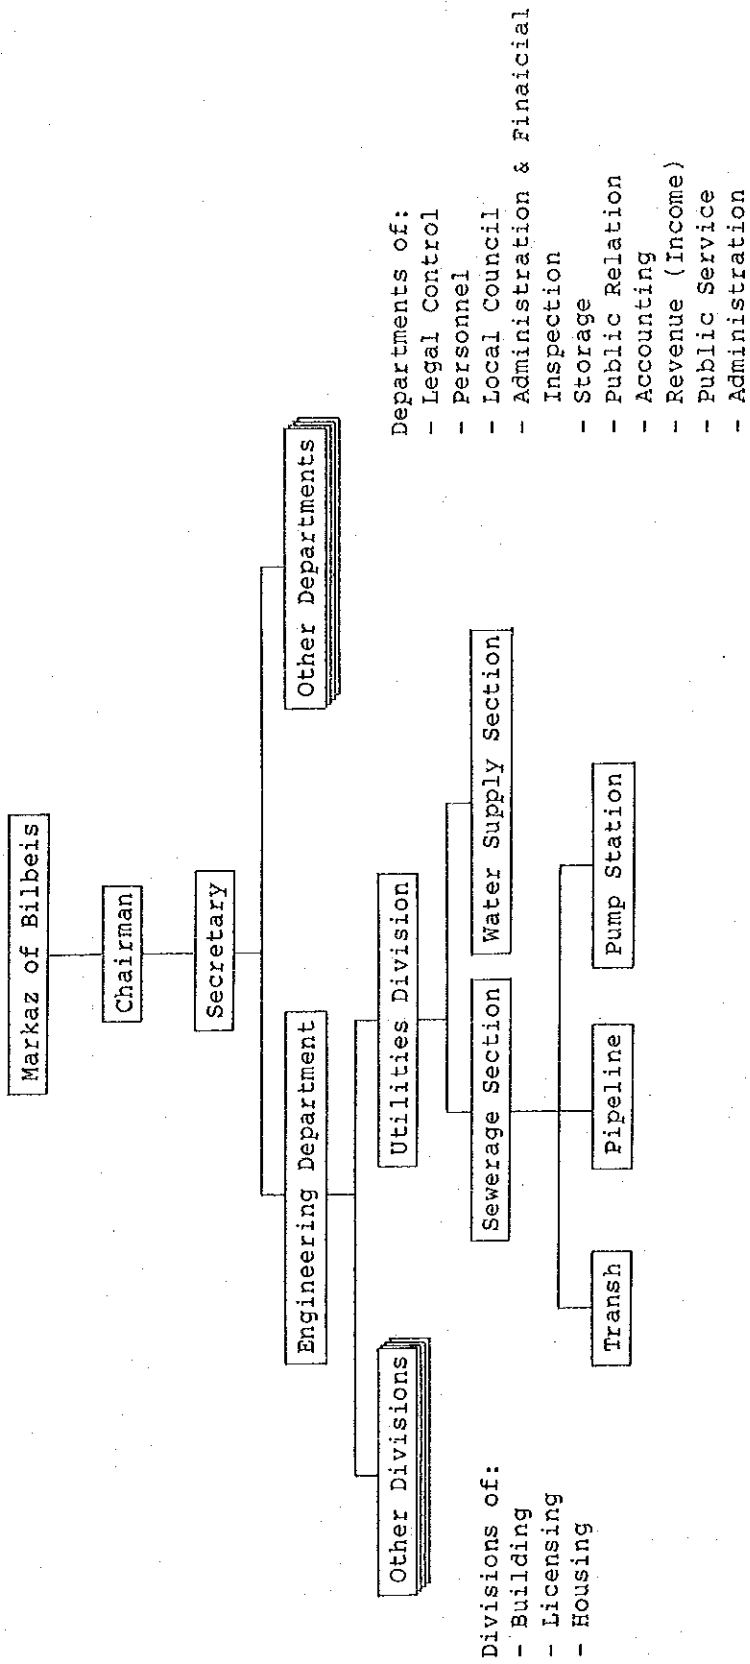 Markaz of Bilbeis
Chairman
Secretary
Engineering Department
Other Departments
Other Divisions
Utilities Division
Departments of:
- Legal Control
- Personnel
- Local Council
- Administration & Finaicial
Inspection
- Storage
- Public Relation
- Accounting
- Revenue (Income)
- Public Service
- Administration
Divisions of:
- Building
- Licensing
- Housing
Sewerage Section
Water Supply Section
Transh
Pipeline
Pump Station